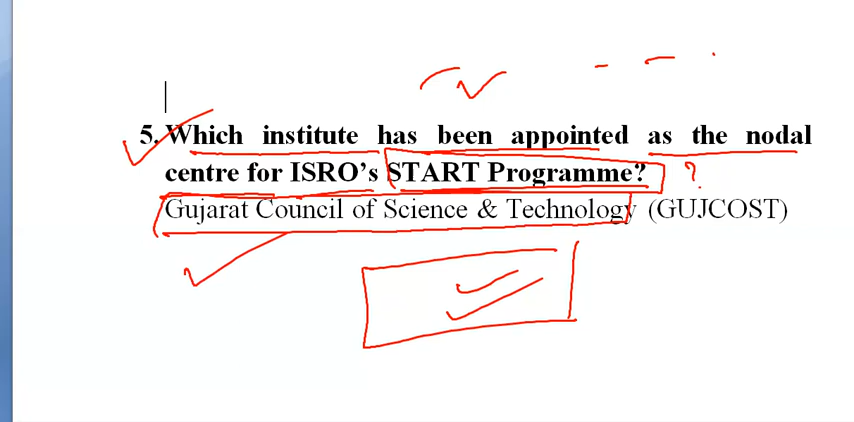 5. Which institute has been appointed as the nodal
centre for ISRO's START Programme? ?
Gujarat Council of Science & Technology (GUJCOST)